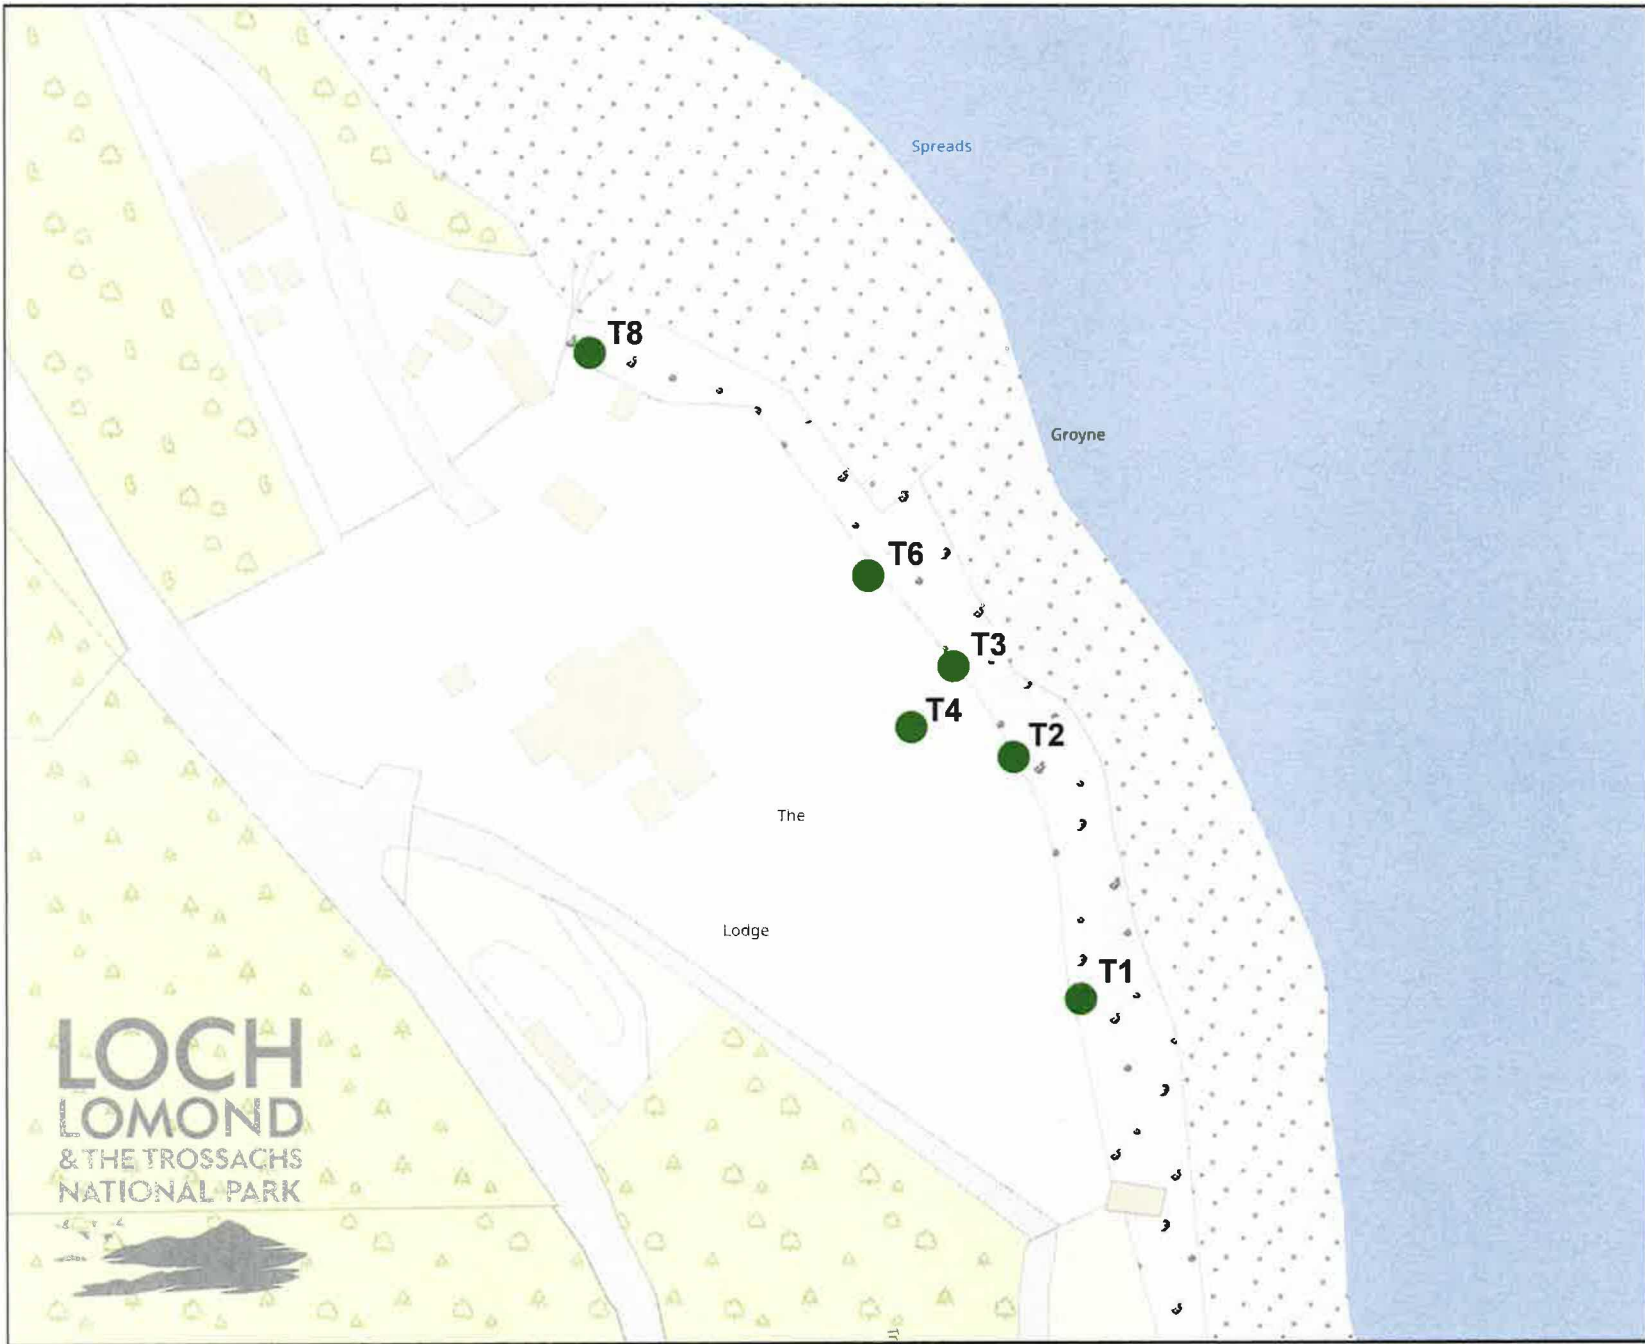 Spreads
T8
Groyne
T6
T3
T4
T2
The
Lodge
T1
LOCH
LOMOND
& THE TROSSACHS
NATIONAL PARK